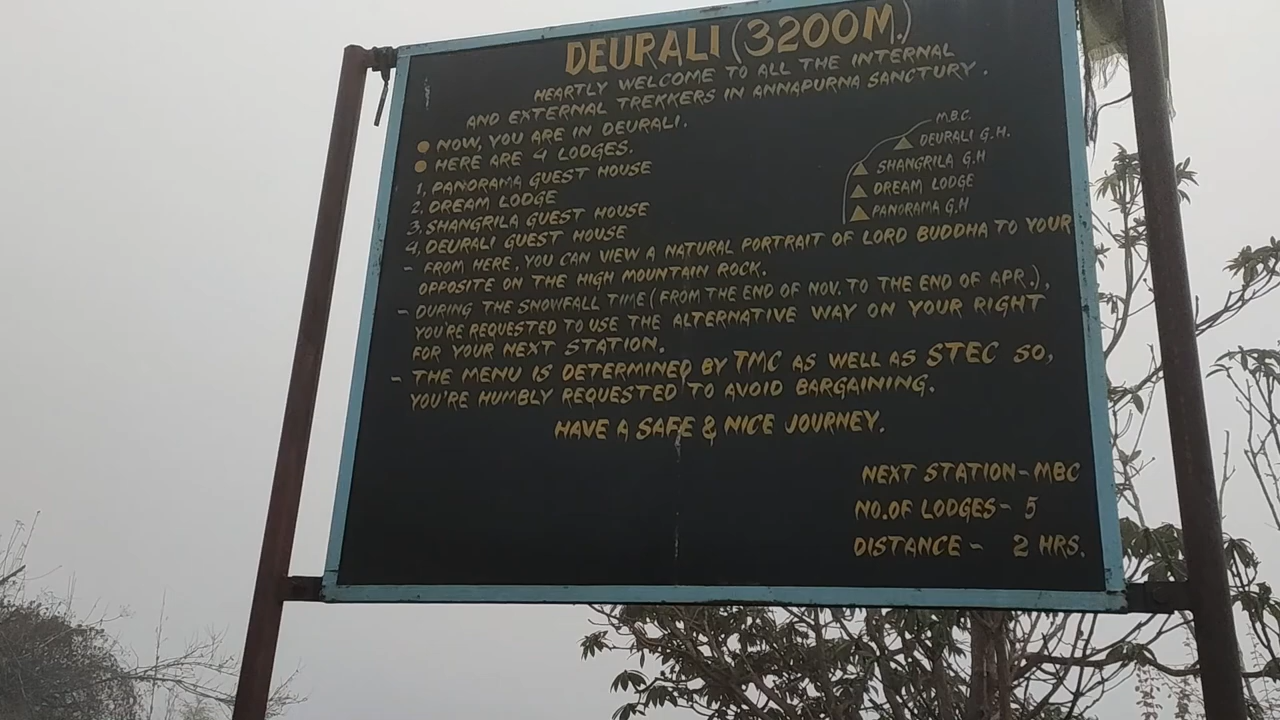 DEURALI (3200M.)
HEARTLY WELCOME TO ALL THE INTERNAL
AND EXTERNAL TREKKERS IN ANNAPURNA SANCTURY.
NOW, YOU ARE IN DEURALI.
HERE ARE 4 LODGES.
1, PANORAMA GUEST HOUSE
2, DREAM LODGE
3, SHANGRILA GUEST HOUSE
4, DEURALI GUEST HOUSE
M.B.C.
DEURALI G.H.
SHANGRILA G.H
DREAM LODGE
PANORAMA G.H
- FROM HERE, YOU CAN VIEW A NATURAL PORTRAIT OF LORD BUDDHA TO YOUR
OPPOSITE ON THE HIGH MOUNTAIN ROCK.
- DURING THE SNOWFALL TIME (FROM THE END OF NOV. TO THE END OF APR.),
YOU'RE REQUESTED TO USE THE ALTERNATIVE WAY ON YOUR RIGHT
FOR YOUR NEXT STATION.
- THE MENU IS DETERMINED BY TMC AS WELL AS STEC SO,
YOU'RE HUMBLY REQUESTED TO AVOID BARGAINING.
HAVE A SAFE & NICE JOURNEY.
NEXT STATION - MBC
NO.OF LODGES - 5
DISTANCE - 2 HRS.